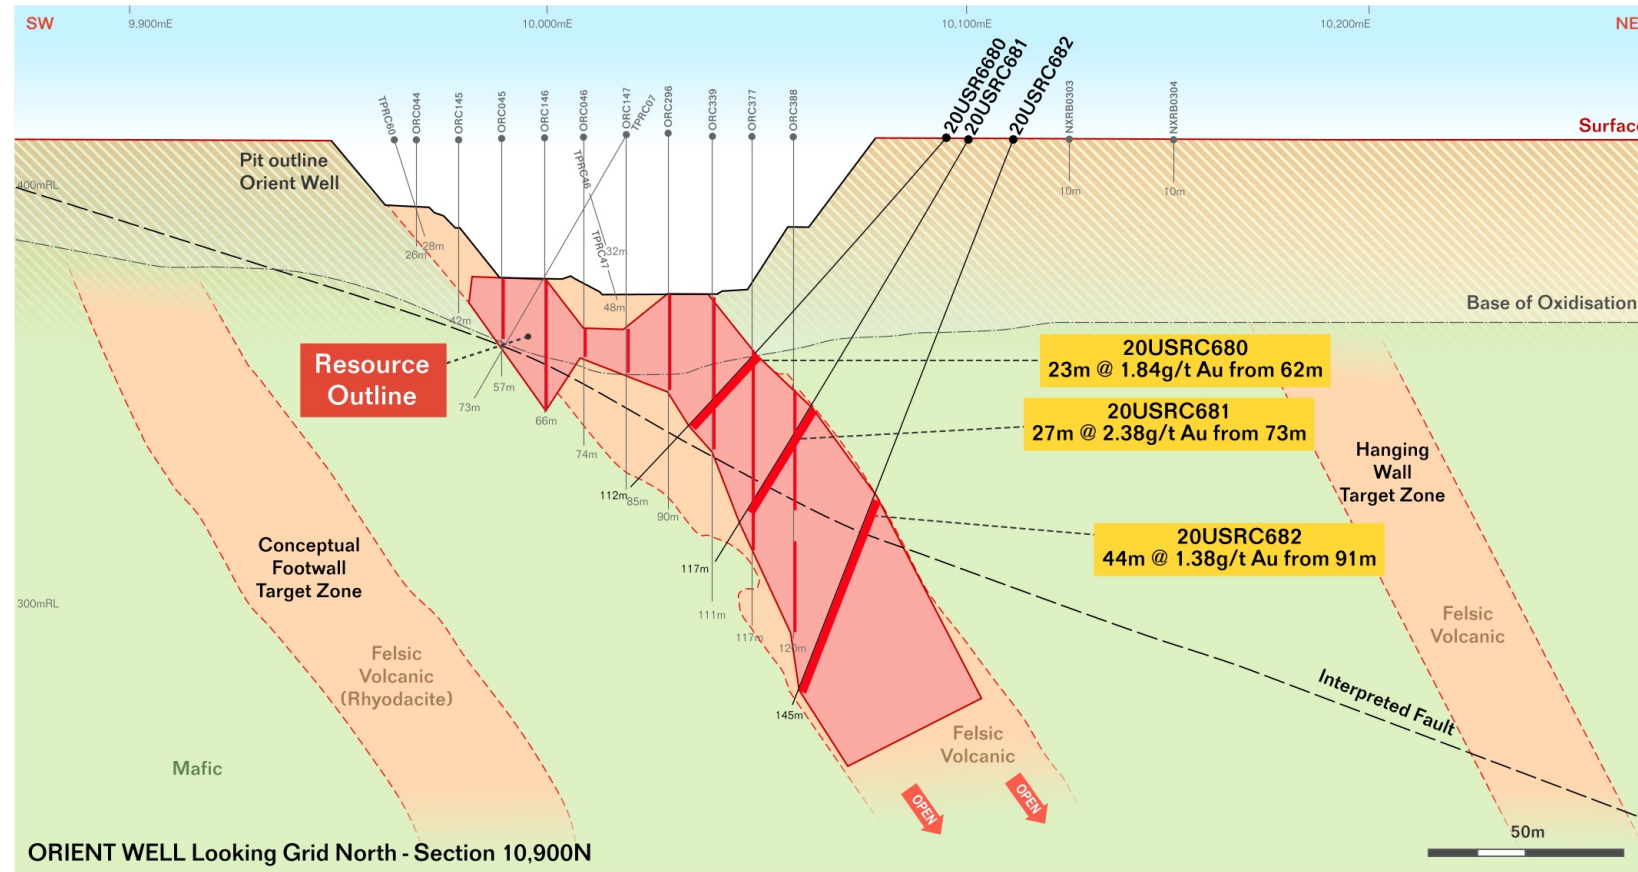 SW
9,900mE
10,000mE
10,100mE
10,200mE
NE
TPRC60
ORC044
ORC145
ORC045
ORC146
ORC046
ORC147
TPRC07
ORC296
ORC339
ORC377
ORC388
20USR6680
20USRC681
20USRC682
NXRB0303
NXRB0304
Surface
Pit outline
Orient Well
400mRL
TPRC46
10m
10m
28m
26m
TPRC47
32m
48m
42m
Base of Oxidisation
Resource
Outline
57m
73m
66m
74m
112m
85m
90m
117m
111m
117m
120m
145m
20USRC680
23m @ 1.84g/t Au from 62m
20USRC681
27m @ 2.38g/t Au from 73m
20USRC682
44m @ 1.38g/t Au from 91m
Hanging
Wall
Target Zone
Conceptual
Footwall
Target Zone
300mRL
Felsic
Volcanic
Felsic
Volcanic
(Rhyodacite)
Interpreted Fault
Felsic
Volcanic
Mafic
OPEN
OPEN
50m
ORIENT WELL Looking Grid North - Section 10,900N